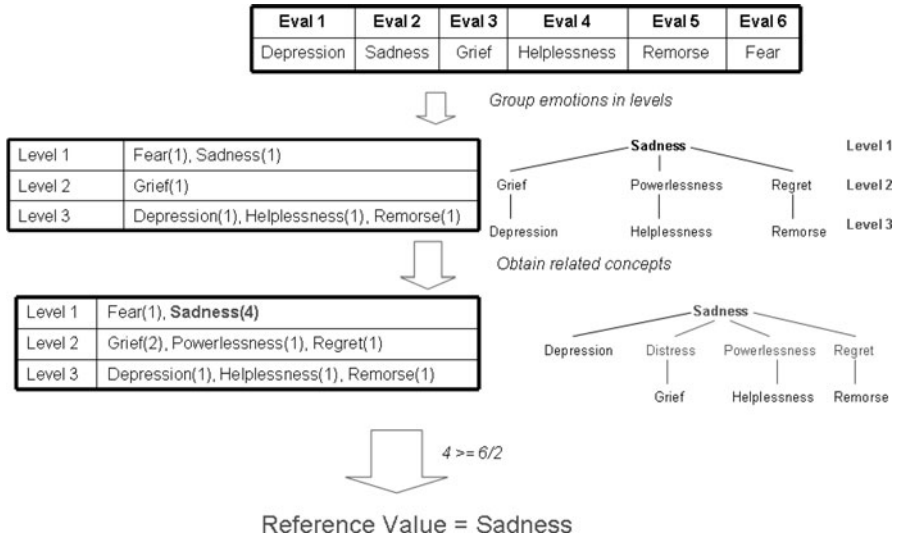 Eval 1 Eval 2 Eval 3 Eval 4 Eval 5 Eval 6
Depression Sadness Grief Helplessness Remorse Fear
Group emotions in levels
Level 1 Fear(1), Sadness(1)
Level 2 Grief(1)
Level 3 Depression(1), Helplessness(1), Remorse(1)
Sadness Level 1
Grief Powerlessness Regret Level 2
Depression Helplessness Remorse Level 3
Obtain related concepts
Level 1 Fear(1), Sadness(4)
Level 2 Grief(2), Powerlessness(1), Regret(1)
Level 3 Depression(1), Helplessness(1), Remorse(1)
Sadness
Depression Distress Powerlessness Regret
Grief Helplessness Remorse
4 >= 6/2
Reference Value = Sadness